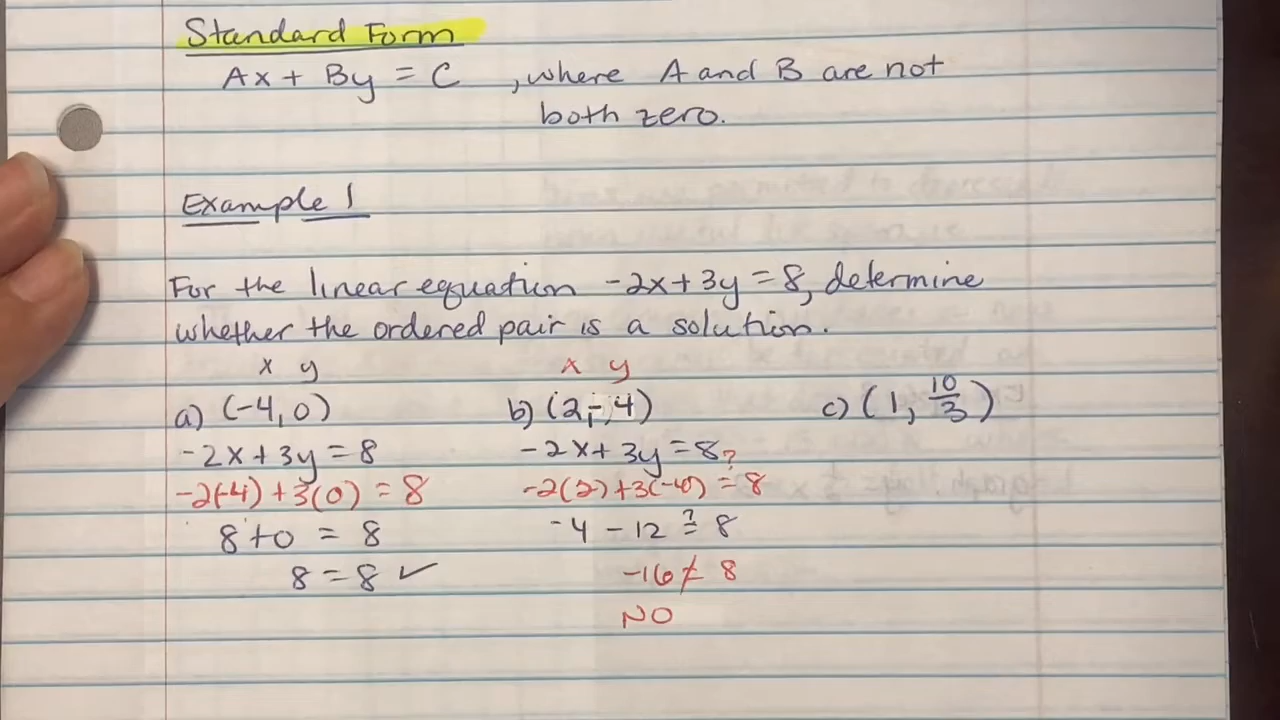 Standard Form
Ax + By = C , where A and B are not
both zero.
Example 1
For the linear equation -2x + 3y = 8, determine
whether the ordered pair is a solution.
x y
a) (-4, 0)
-2x + 3y = 8
-2(-4) + 3(0) = 8
8 + 0 = 8
8 = 8 ✓
x y
b) (2, -4)
-2x + 3y = 8
-2(2) + 3(-4) ≟ 8
-4 - 12 ≟ 8
-16 ≠ 8
NO
c) (1, 10/3)